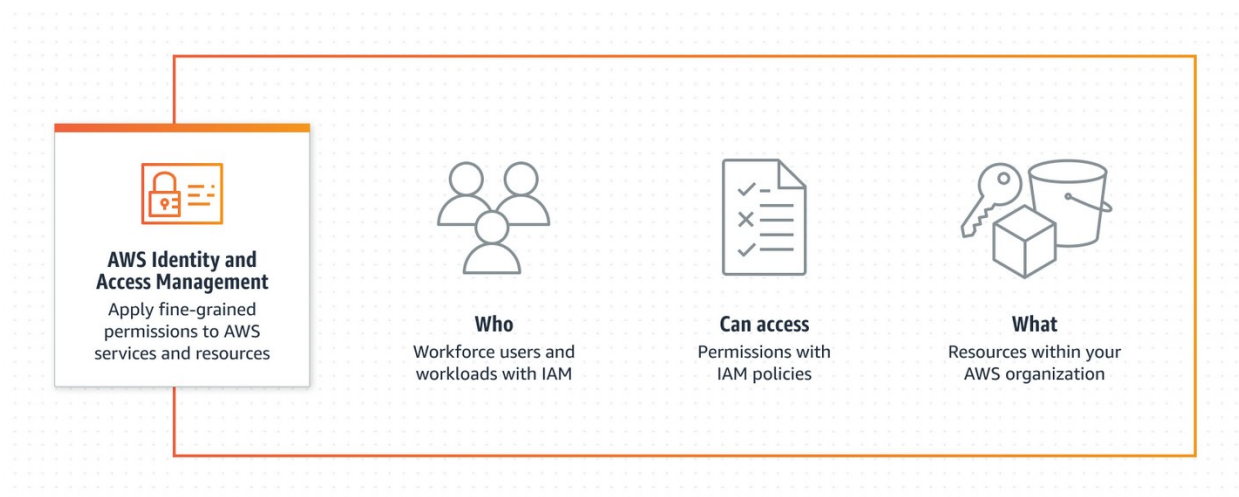 AWS Identity and
Access Management
Apply fine-grained
permissions to AWS
services and resources
Who
Workforce users and
workloads with IAM
Can access
Permissions with
IAM policies
What
Resources within your
AWS organization